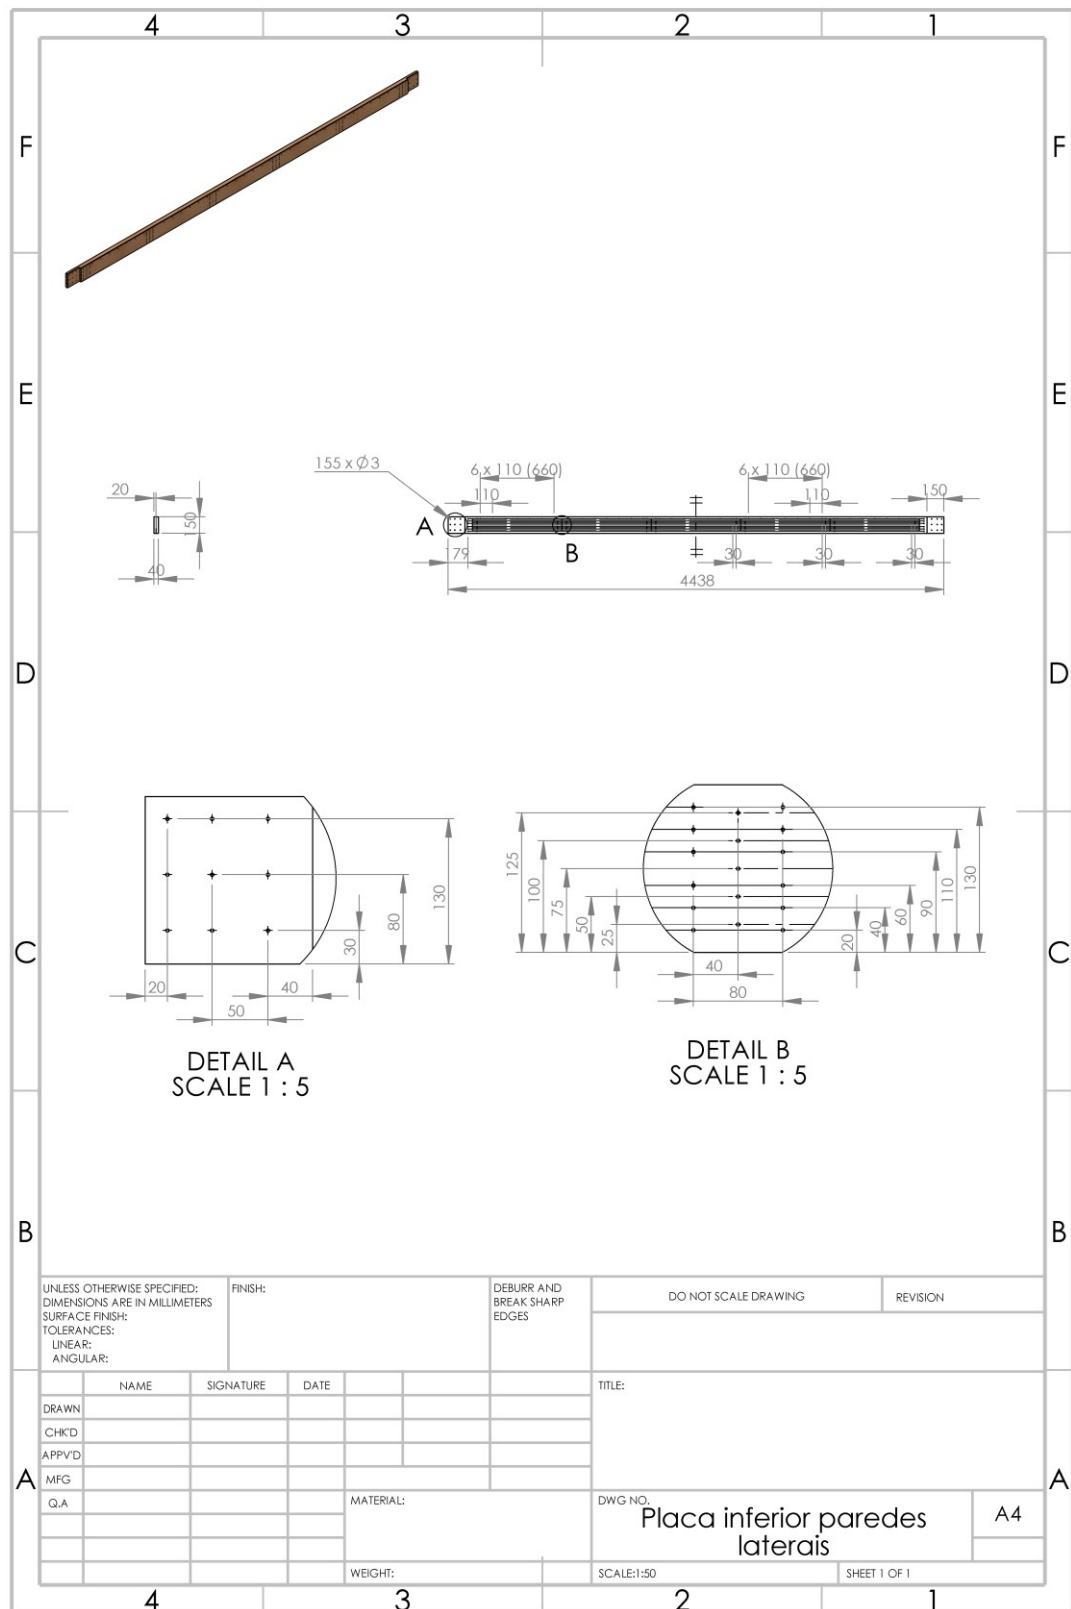 4 3 2 1
F F
E E
155 x Ø3
6 x 110 (660)
6 x 110 (660)
110
110
150
20
150
40
A
B
179
30
30
30
4438
D D
125
100
75
50
25
130
110
90
60
40
20
130
80
30
C C
20
40
50
40
80
DETAIL A
SCALE 1 : 5
DETAIL B
SCALE 1 : 5
B B
UNLESS OTHERWISE SPECIFIED:
DIMENSIONS ARE IN MILLIMETERS
SURFACE FINISH:
TOLERANCES:
LINEAR:
ANGULAR:
FINISH:
DEBURR AND
BREAK SHARP
EDGES
DO NOT SCALE DRAWING
REVISION
NAME SIGNATURE DATE
TITLE:
DRAWN
CHK'D
APPV'D
MFG
Q.A
A A
MATERIAL:
DWG NO.
Placa inferior paredes
laterais
A4
WEIGHT:
SCALE:1:50
SHEET 1 OF 1
4 3 2 1